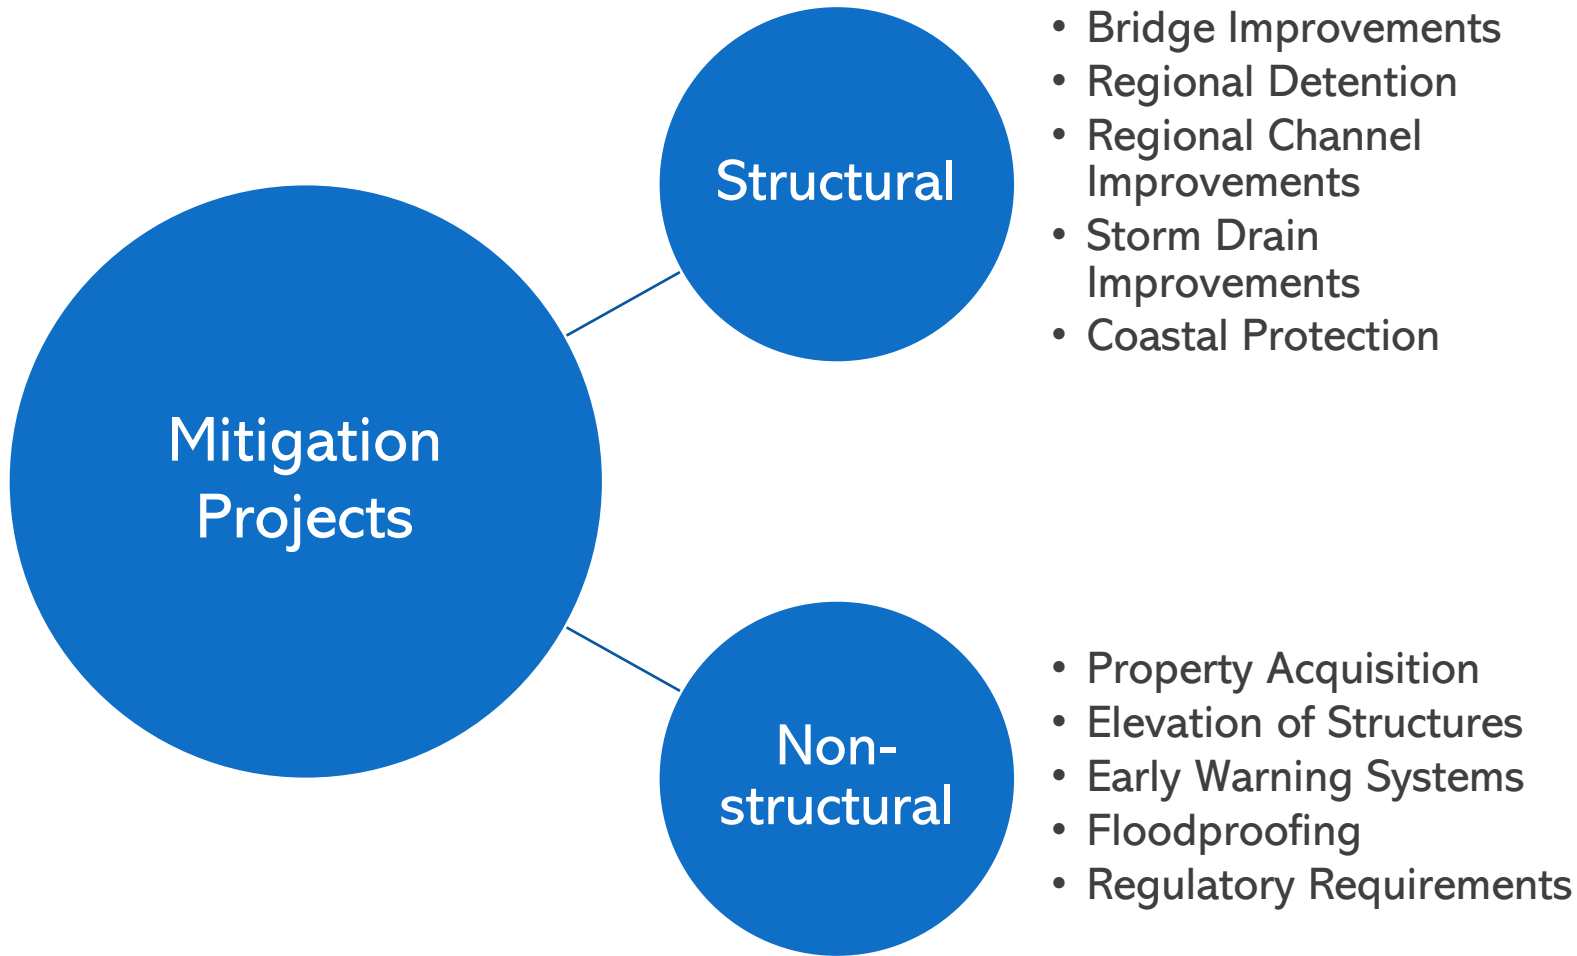 Mitigation
Projects
Structural
• Bridge Improvements
• Regional Detention
• Regional Channel
Improvements
• Storm Drain
Improvements
• Coastal Protection
Non-
structural
• Property Acquisition
• Elevation of Structures
• Early Warning Systems
• Floodproofing
• Regulatory Requirements